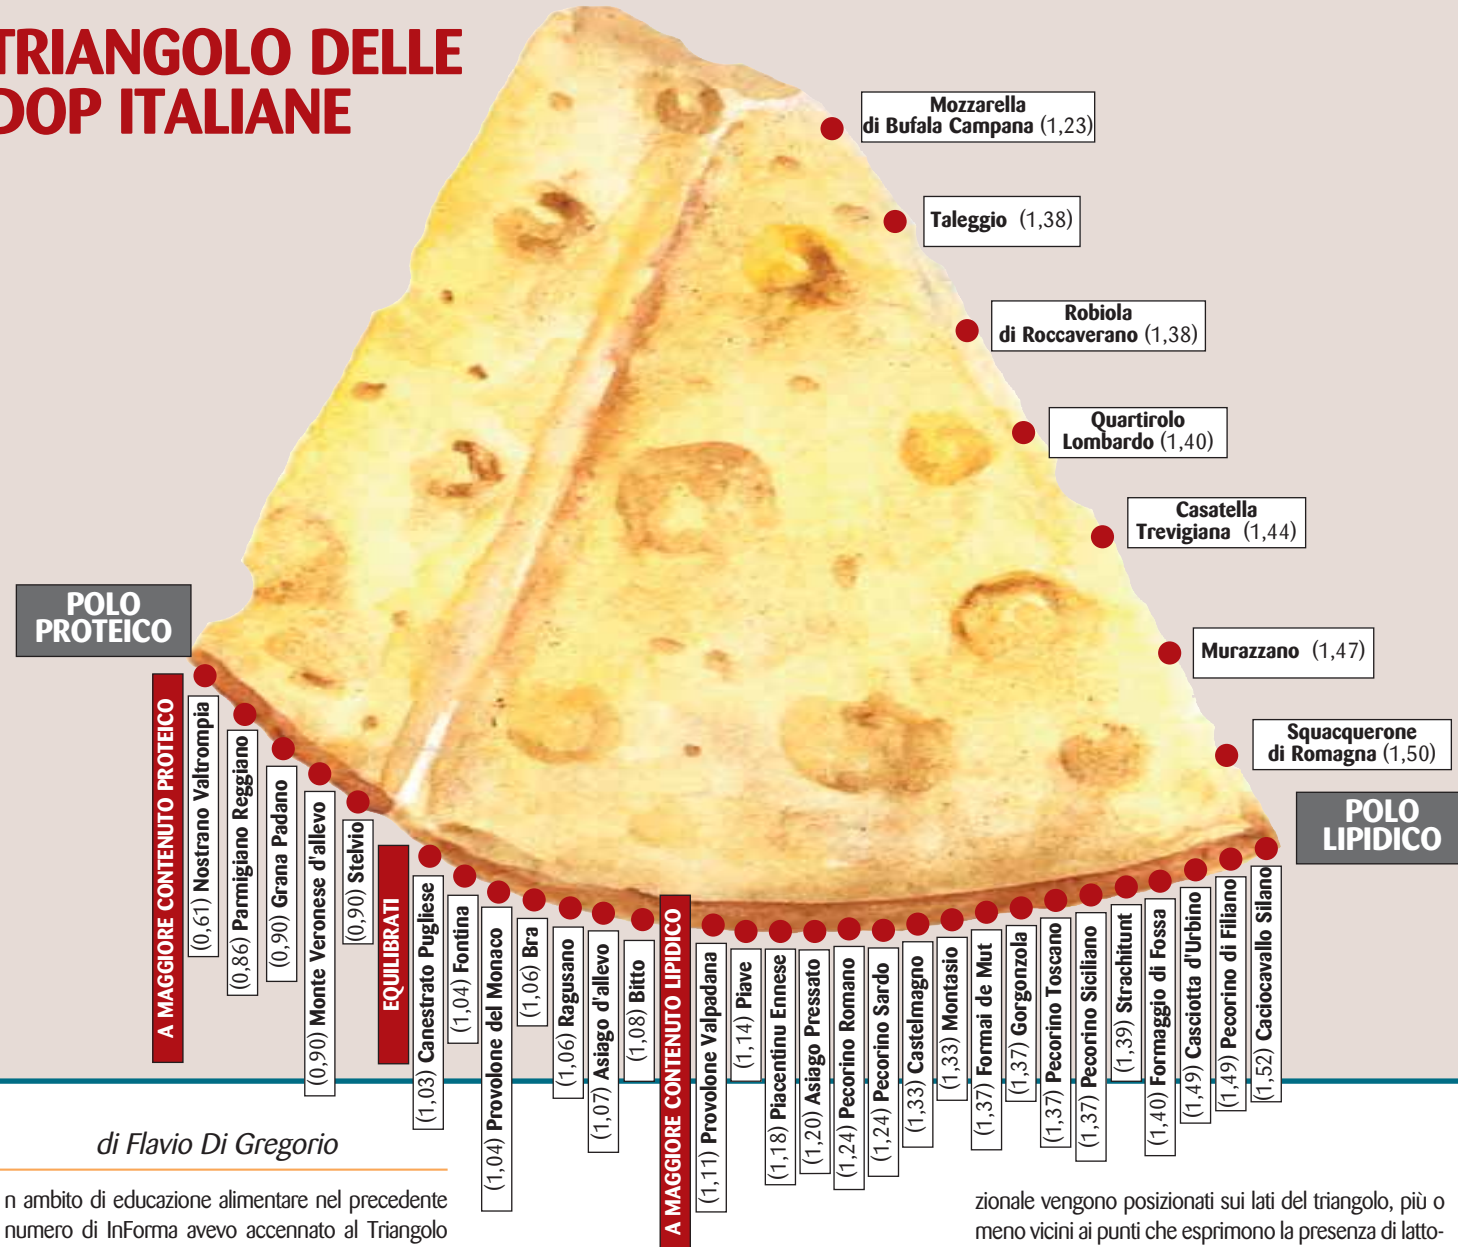 TRIANGOLO DELLE
DOP ITALIANE
Mozzarella
di Bufala Campana (1,23)
Taleggio (1,38)
Robiola
di Roccaverano (1,38)
Quartirolo
Lombardo (1,40)
Casatella
Trevigiana (1,44)
Murazzano (1,47)
Squacquerone
di Romagna (1,50)
POLO
PROTEICO
POLO
LIPIDICO
A MAGGIORE CONTENUTO PROTEICO
(0,61) Nostrano Valtrompia
(0,86) Parmigiano Reggiano
(0,90) Grana Padano
(0,90) Monte Veronese d'allevo
(0,90) Stelvio
EQUILIBRATI
(1,03) Canestrato Pugliese
(1,04) Fontina
(1,04) Provolone del Monaco
(1,06) Bra
(1,06) Ragusano
(1,07) Asiago d'allevo
(1,08) Bitto
A MAGGIORE CONTENUTO LIPIDICO
(1,11) Provolone Valpadana
(1,14) Piave
(1,18) Piacentinu Ennese
(1,20) Asiago Pressato
(1,24) Pecorino Romano
(1,24) Pecorino Sardo
(1,33) Castelmagno
(1,33) Montasio
(1,37) Formai de Mut
(1,37) Gorgonzola
(1,37) Pecorino Toscano
(1,37) Pecorino Siciliano
(1,39) Strachitunt
(1,40) Formaggio di Fossa
(1,49) Casciotta d'Urbino
(1,49) Pecorino di Filiano
(1,52) Caciocavallo Silano
di Flavio Di Gregorio
n ambito di educazione alimentare nel precedente
numero di InForma avevo accennato al Triangolo
zionale vengono posizionati sui lati del triangolo, più o
meno vicini ai punti che esprimono la presenza di latto-